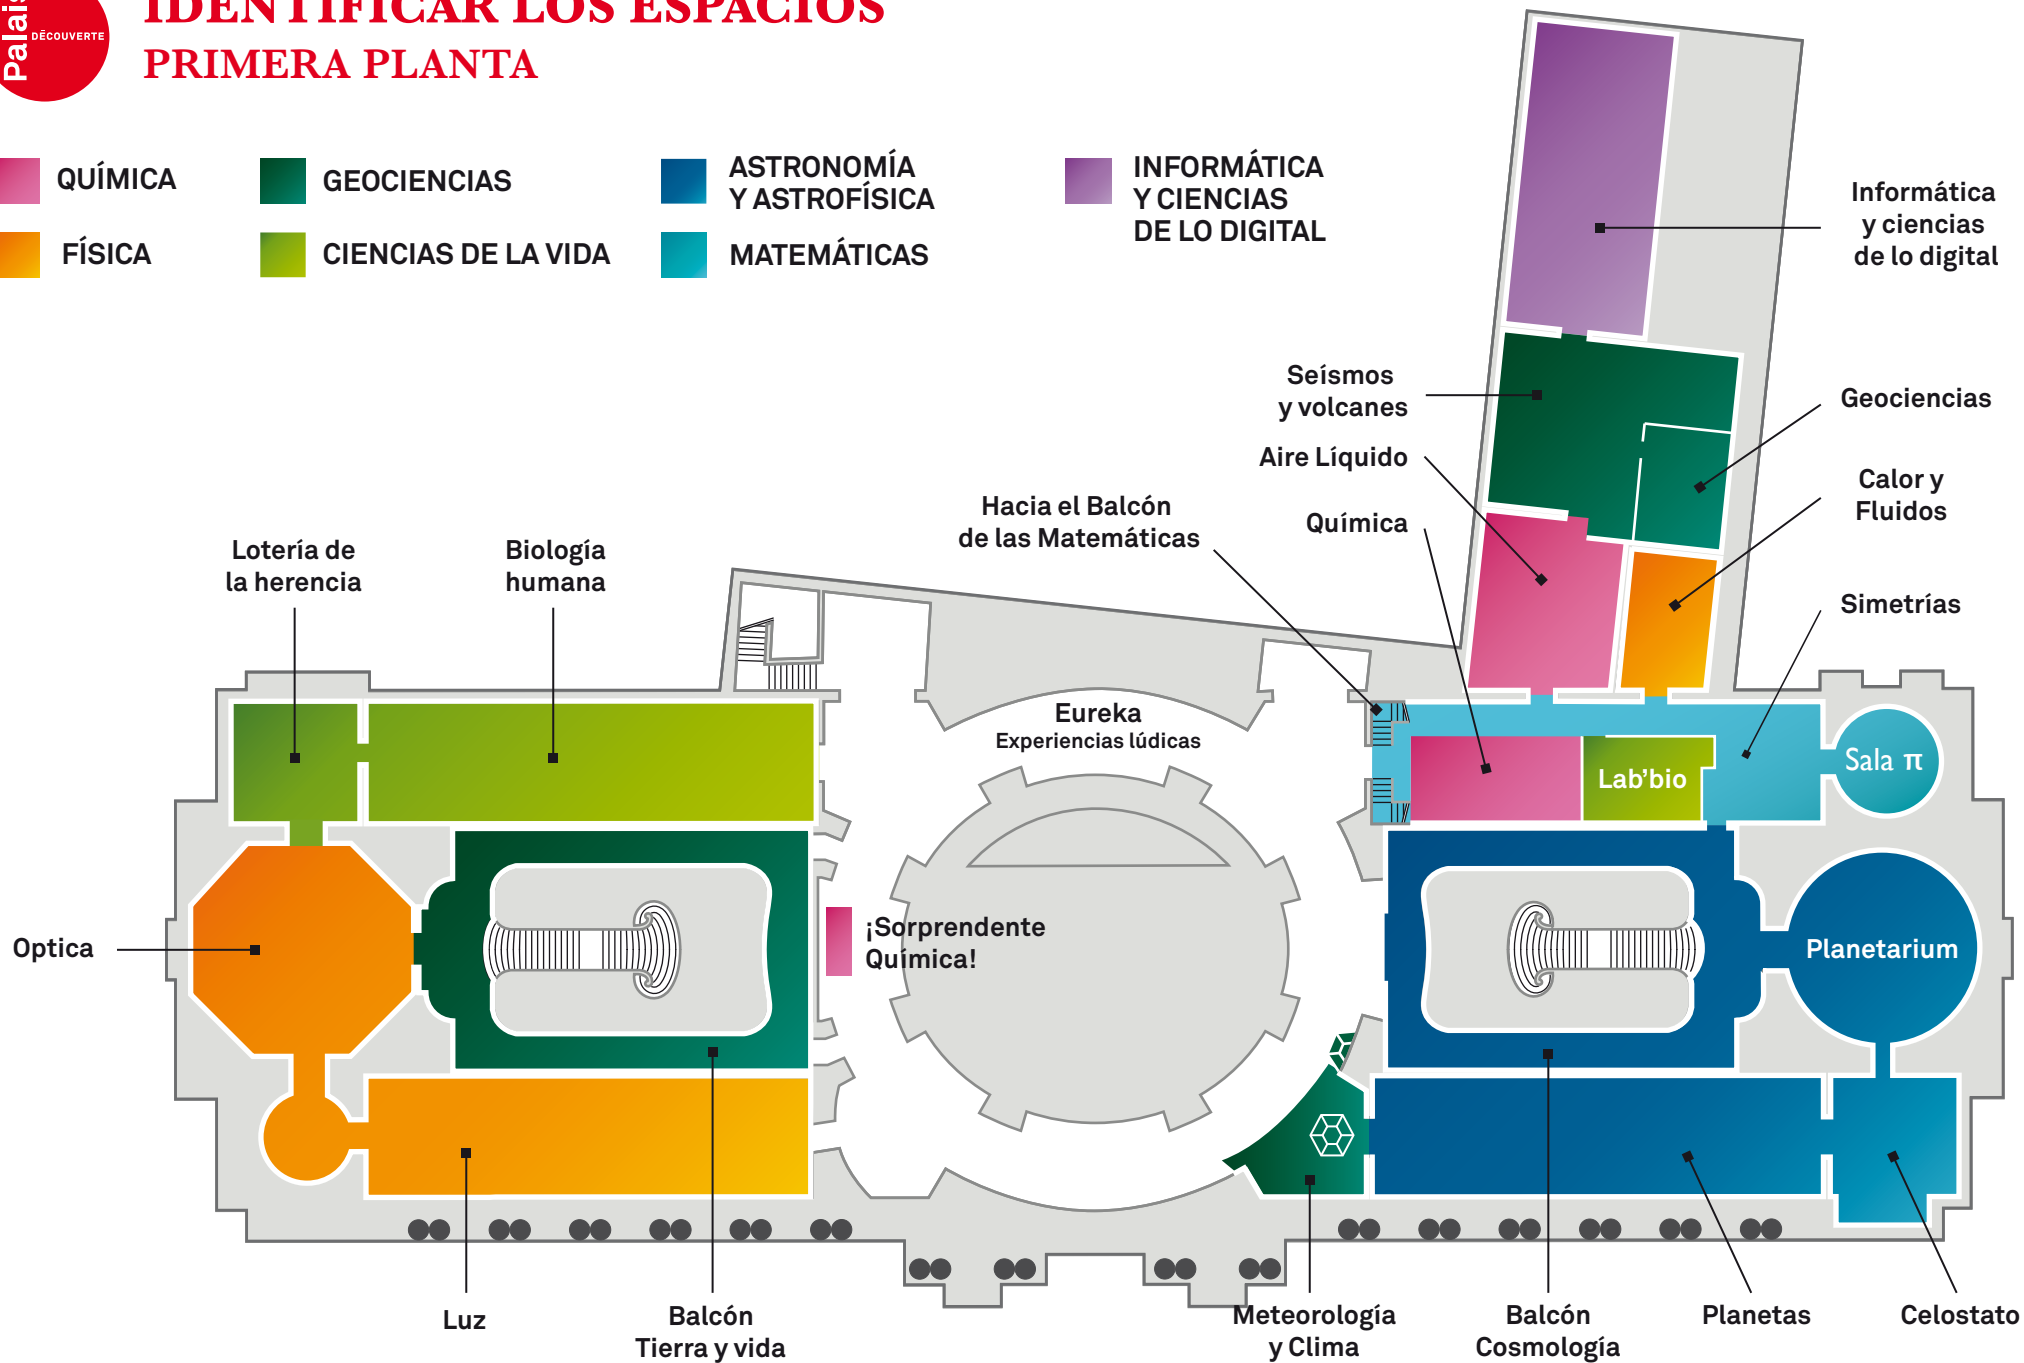 IDENTIFICAR LOS ESPACIOS
PRIMERA PLANTA
Palais
DÉCOUVERTE
QUÍMICA
FÍSICA
GEOCIENCIAS
CIENCIAS DE LA VIDA
ASTRONOMÍA
Y ASTROFÍSICA
MATEMÁTICAS
INFORMÁTICA
Y CIENCIAS
DE LO DIGITAL
Informática
y ciencias
de lo digital
Seísmos
y volcanes
Geociencias
Aire Líquido
Calor y
Fluidos
Hacia el Balcón
de las Matemáticas
Química
Simetrías
Lotería de
la herencia
Biología
humana
Eureka
Experiencias lúdicas
Lab'bio
Sala π
Optica
¡Sorprendente
Química!
Planetarium
Luz
Balcón
Tierra y vida
Meteorología
y Clima
Balcón
Cosmología
Planetas
Celostato